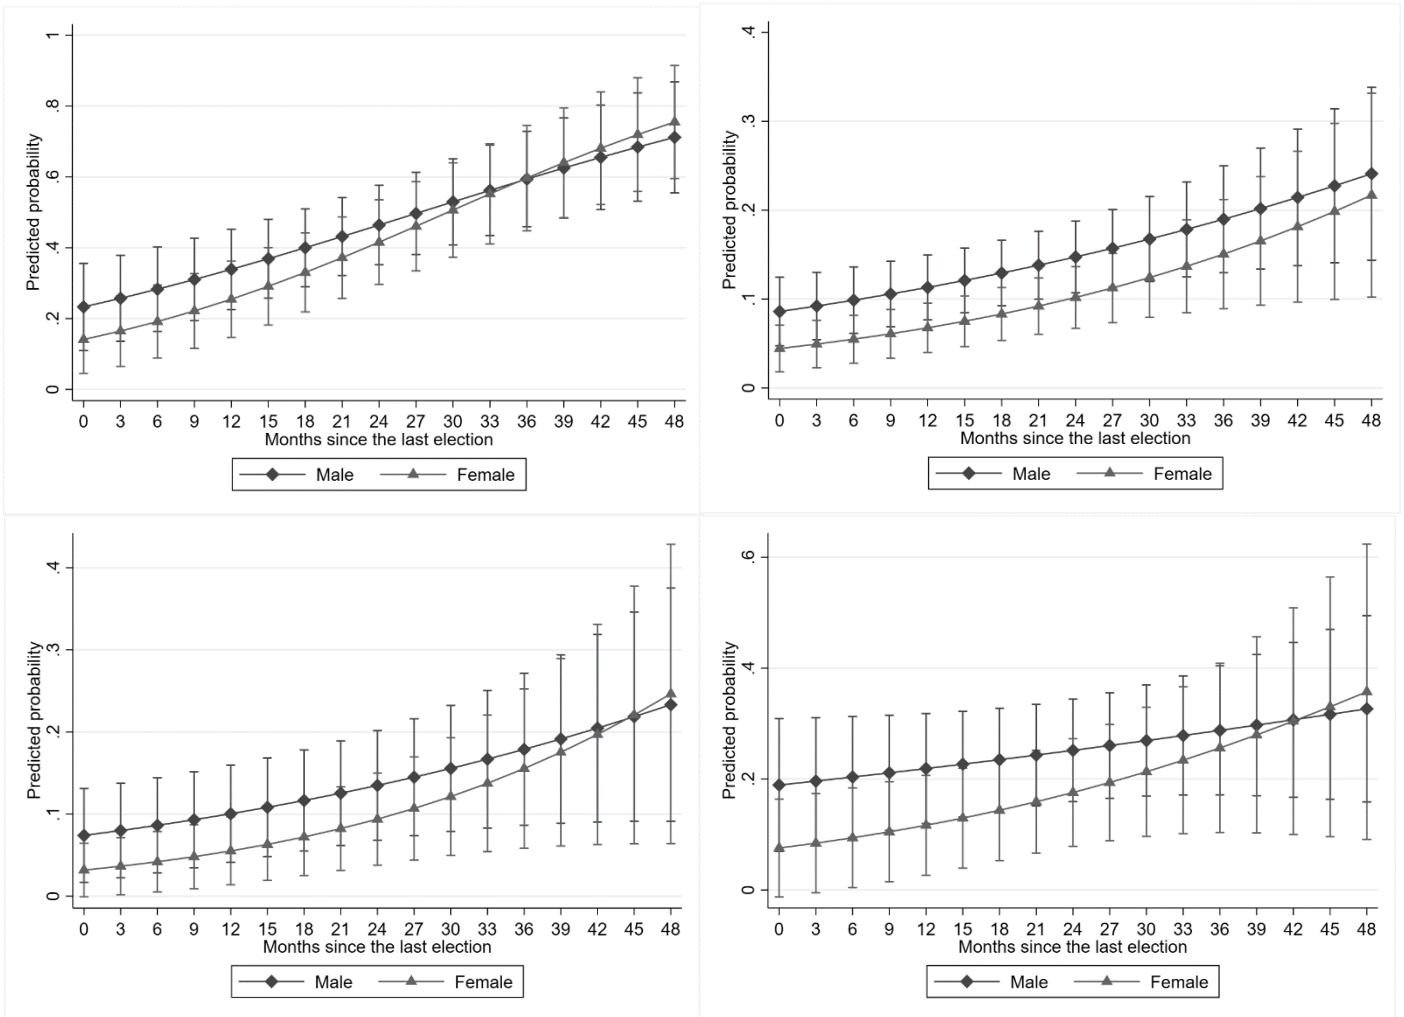 Predicted probability
1
.8
.6
.4
.2
0
0 3 6 9 12 15 18 21 24 27 30 33 36 39 42 45 48
Months since the last election
Male Female
Predicted probability
.4
.3
.2
.1
0
0 3 6 9 12 15 18 21 24 27 30 33 36 39 42 45 48
Months since the last election
Male Female
Predicted probability
.4
.3
.2
.1
0
0 3 6 9 12 15 18 21 24 27 30 33 36 39 42 45 48
Months since the last election
Male Female
Predicted probability
.6
.4
.2
0
0 3 6 9 12 15 18 21 24 27 30 33 36 39 42 45 48
Months since the last election
Male Female